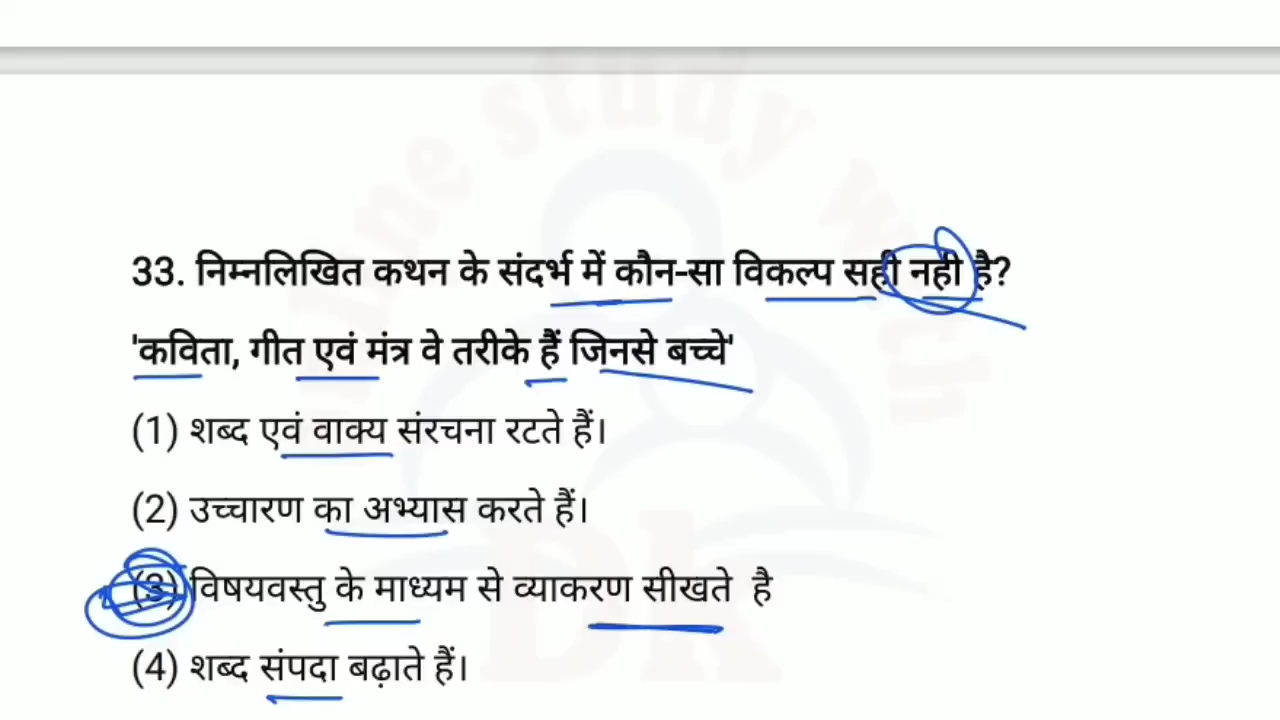 33. निम्नलिखित कथन के संदर्भ में कौन-सा विकल्प सही नही है?
'कविता, गीत एवं मंत्र वे तरीके हैं जिनसे बच्चे'
(1) शब्द एवं वाक्य संरचना रटते हैं।
(2) उच्चारण का अभ्यास करते हैं।
(3) विषयवस्तु के माध्यम से व्याकरण सीखते है
(4) शब्द संपदा बढ़ाते हैं।